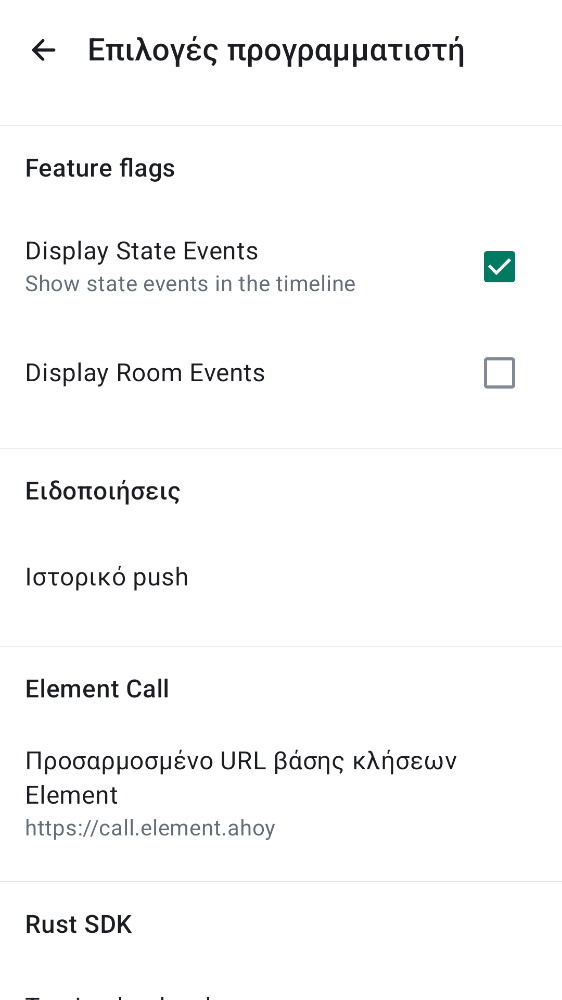 Επιλογές προγραμματιστή
Feature flags
Display State Events
Show state events in the timeline
Display Room Events
Ειδοποιήσεις
Ιστορικό push
Element Call
Προσαρμοσμένο URL βάσης κλήσεων
Element
https://call.element.ahoy
Rust SDK